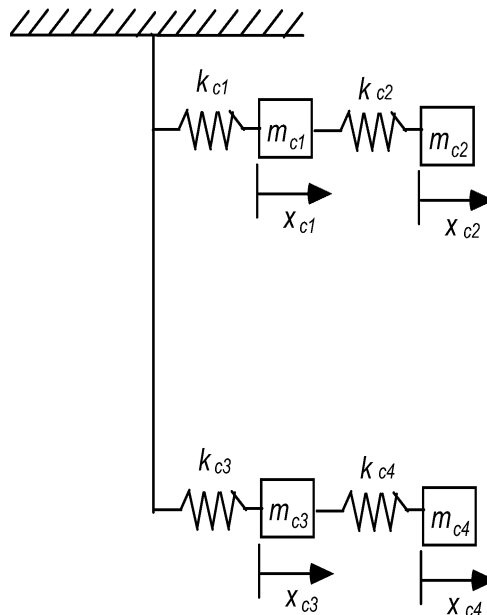 k c1
k c2
m c1
m c2
x c1
x c2
k c3
k c4
m c3
m c4
x c3
x c4